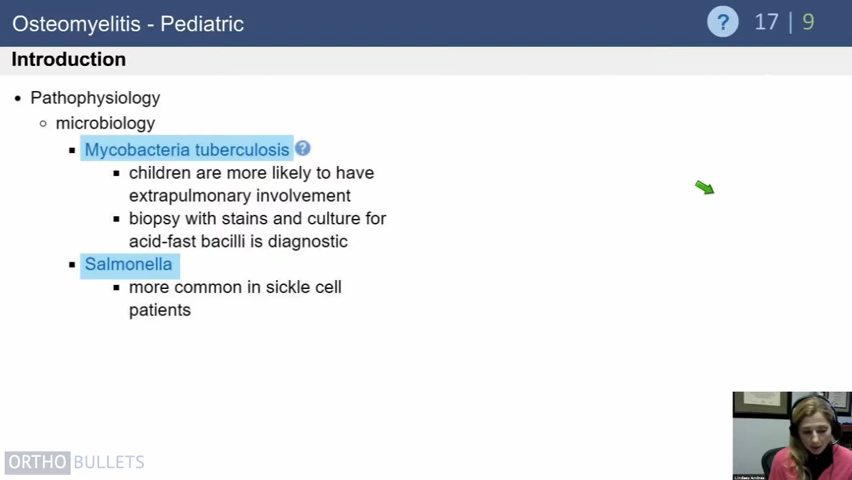 Osteomyelitis - Pediatric
? 17 | 9
Introduction
Pathophysiology
microbiology
Mycobacteria tuberculosis ?
children are more likely to have
extrapulmonary involvement
biopsy with stains and culture for
acid-fast bacilli is diagnostic
Salmonella
more common in sickle cell
patients
ORTHO BULLETS